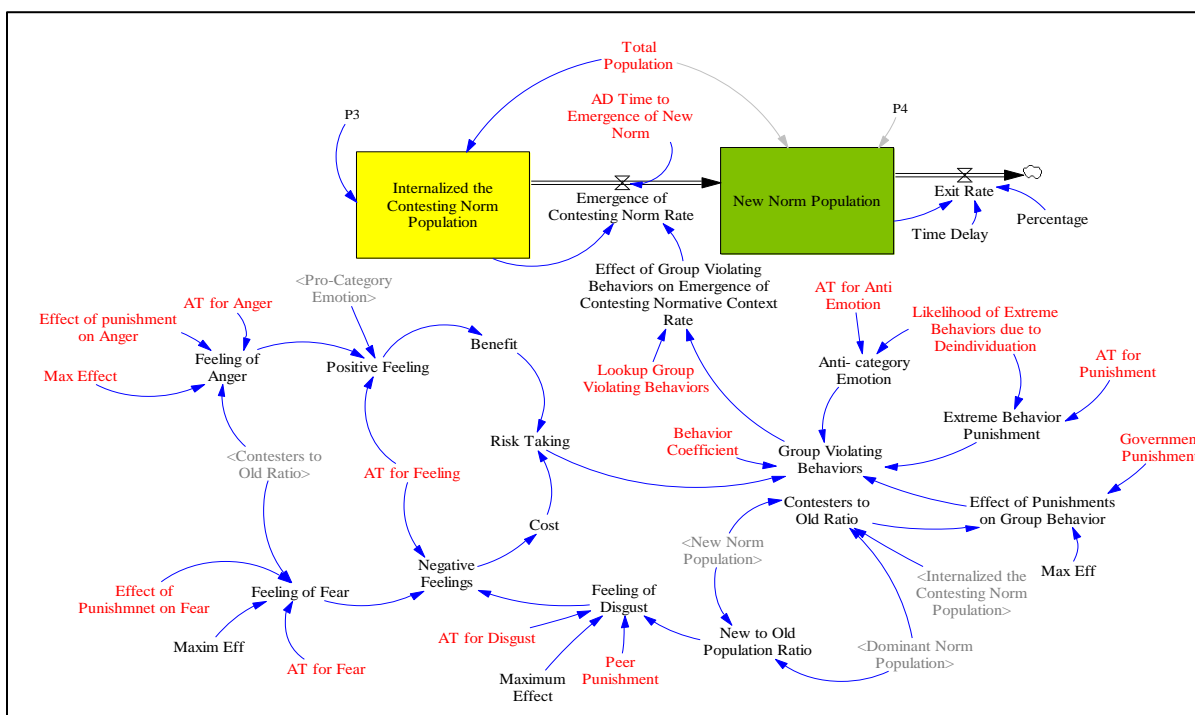 Total
Population
P3
AD Time to
Emergence of New
Norm
P4
Internalized the
Contesting Norm
Population
Emergence of
Contesting Norm Rate
New Norm Population
Exit Rate
Time Delay
Percentage
<Pro-Category
Emotion>
Effect of Group Violating
Behaviors on Emergence of
Contesting Normative Context
Rate
AT for Anger
Effect of punishment
on Anger
Max Effect
Feeling of
Anger
Positive Feeling
Benefit
Lookup Group
Violating Behaviors
AT for Anti
Emotion
Likelihood of Extreme
Behaviors due to
Deindividuation
Anti- category
Emotion
AT for
Punishment
Extreme Behavior
Punishment
<Contesters to
Old Ratio>
AT for Feeling
Risk Taking
Behavior
Coefficient
Group Violating
Behaviors
Government
Punishment
Contesters to
Old Ratio
Effect of Punishments
on Group Behavior
Cost
<New Norm
Population>
Max Eff
Negative
Feelings
<Internalized the
Contesting Norm
Population>
Effect of
Punishmnet on Fear
Feeling of Fear
Feeling of
Disgust
Maxim Eff
AT for Fear
AT for Disgust
Maximum
Effect
Peer
Punishment
New to Old
Population Ratio
<Dominant Norm
Population>